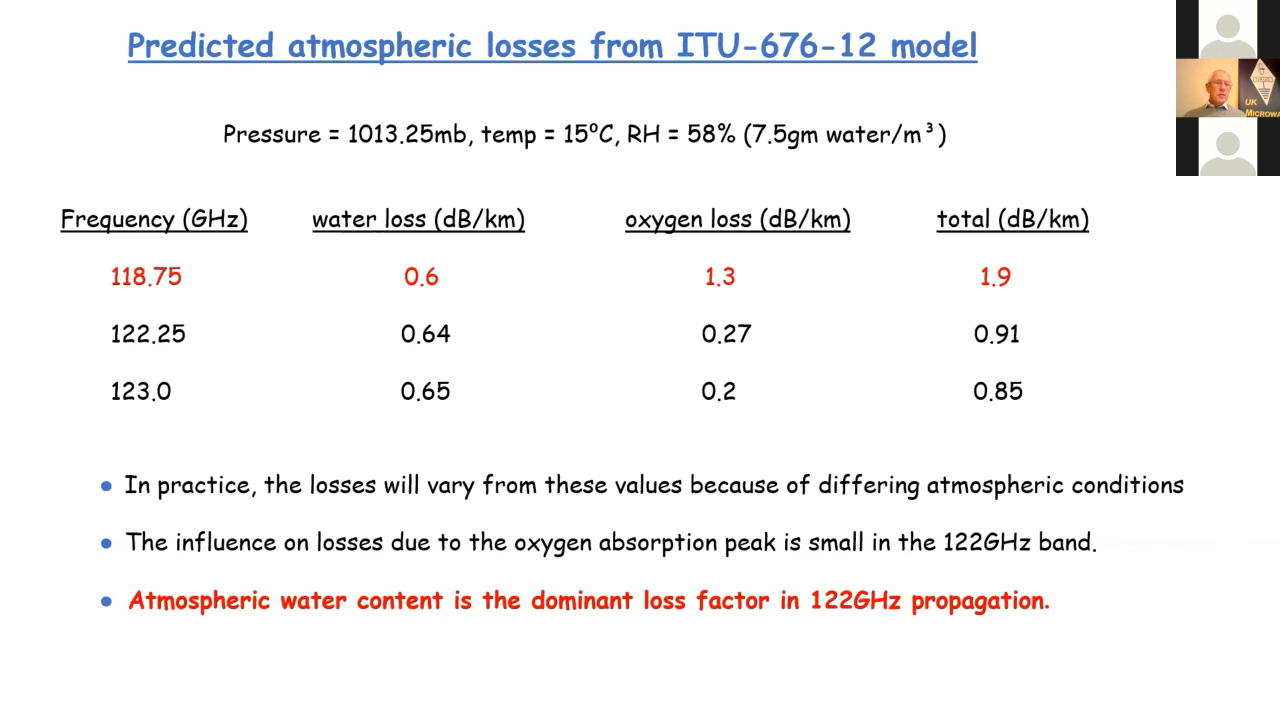 Predicted atmospheric losses from ITU-676-12 model
Pressure = 1013.25mb, temp = 15⁰C, RH = 58% (7.5gm water/m³)
Frequency (GHz) water loss (dB/km) oxygen loss (dB/km) total (dB/km)
118.75 0.6 1.3 1.9
122.25 0.64 0.27 0.91
123.0 0.65 0.2 0.85
● In practice, the losses will vary from these values because of differing atmospheric conditions
● The influence on losses due to the oxygen absorption peak is small in the 122GHz band.
● Atmospheric water content is the dominant loss factor in 122GHz propagation.
UK